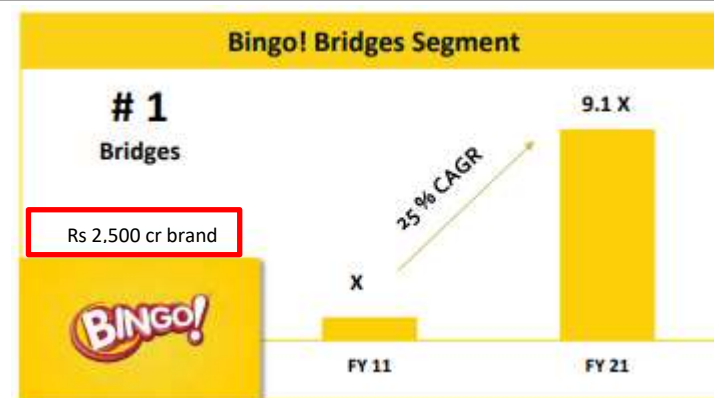 Bingo! Bridges Segment
# 1
Bridges
Rs 2,500 cr brand
BINGO!
9.1 X
25 % CAGR
X
FY 11
FY 21